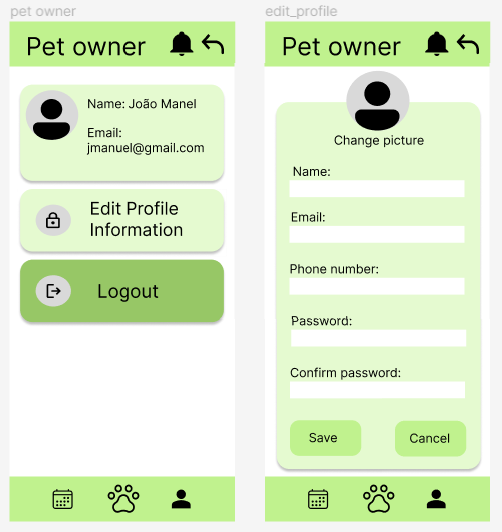 pet owner
Pet owner
Name: João Manel
Email:
jmanuel@gmail.com
Edit Profile
Information
Logout
edit_profile
Pet owner
Change picture
Name:
Email:
Phone number:
Password:
Confirm password:
Save
Cancel